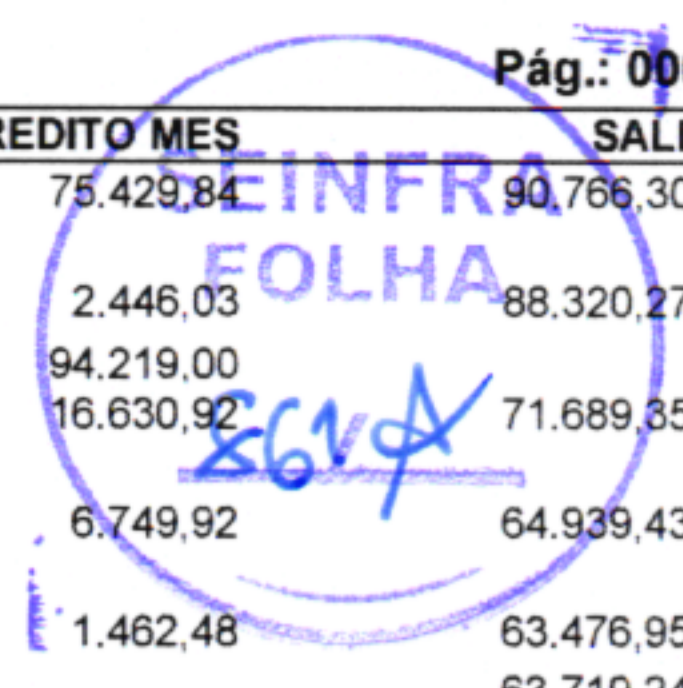 Pág.: 00
REDITO MES SAL
SEINFRA
75.429,84 90.766,30
FOLHA
2.446,03 88.320,27
94.219,00
16.630,92 71.689,35
861
6.749,92 64.939,43
1.462,48 63.476,95